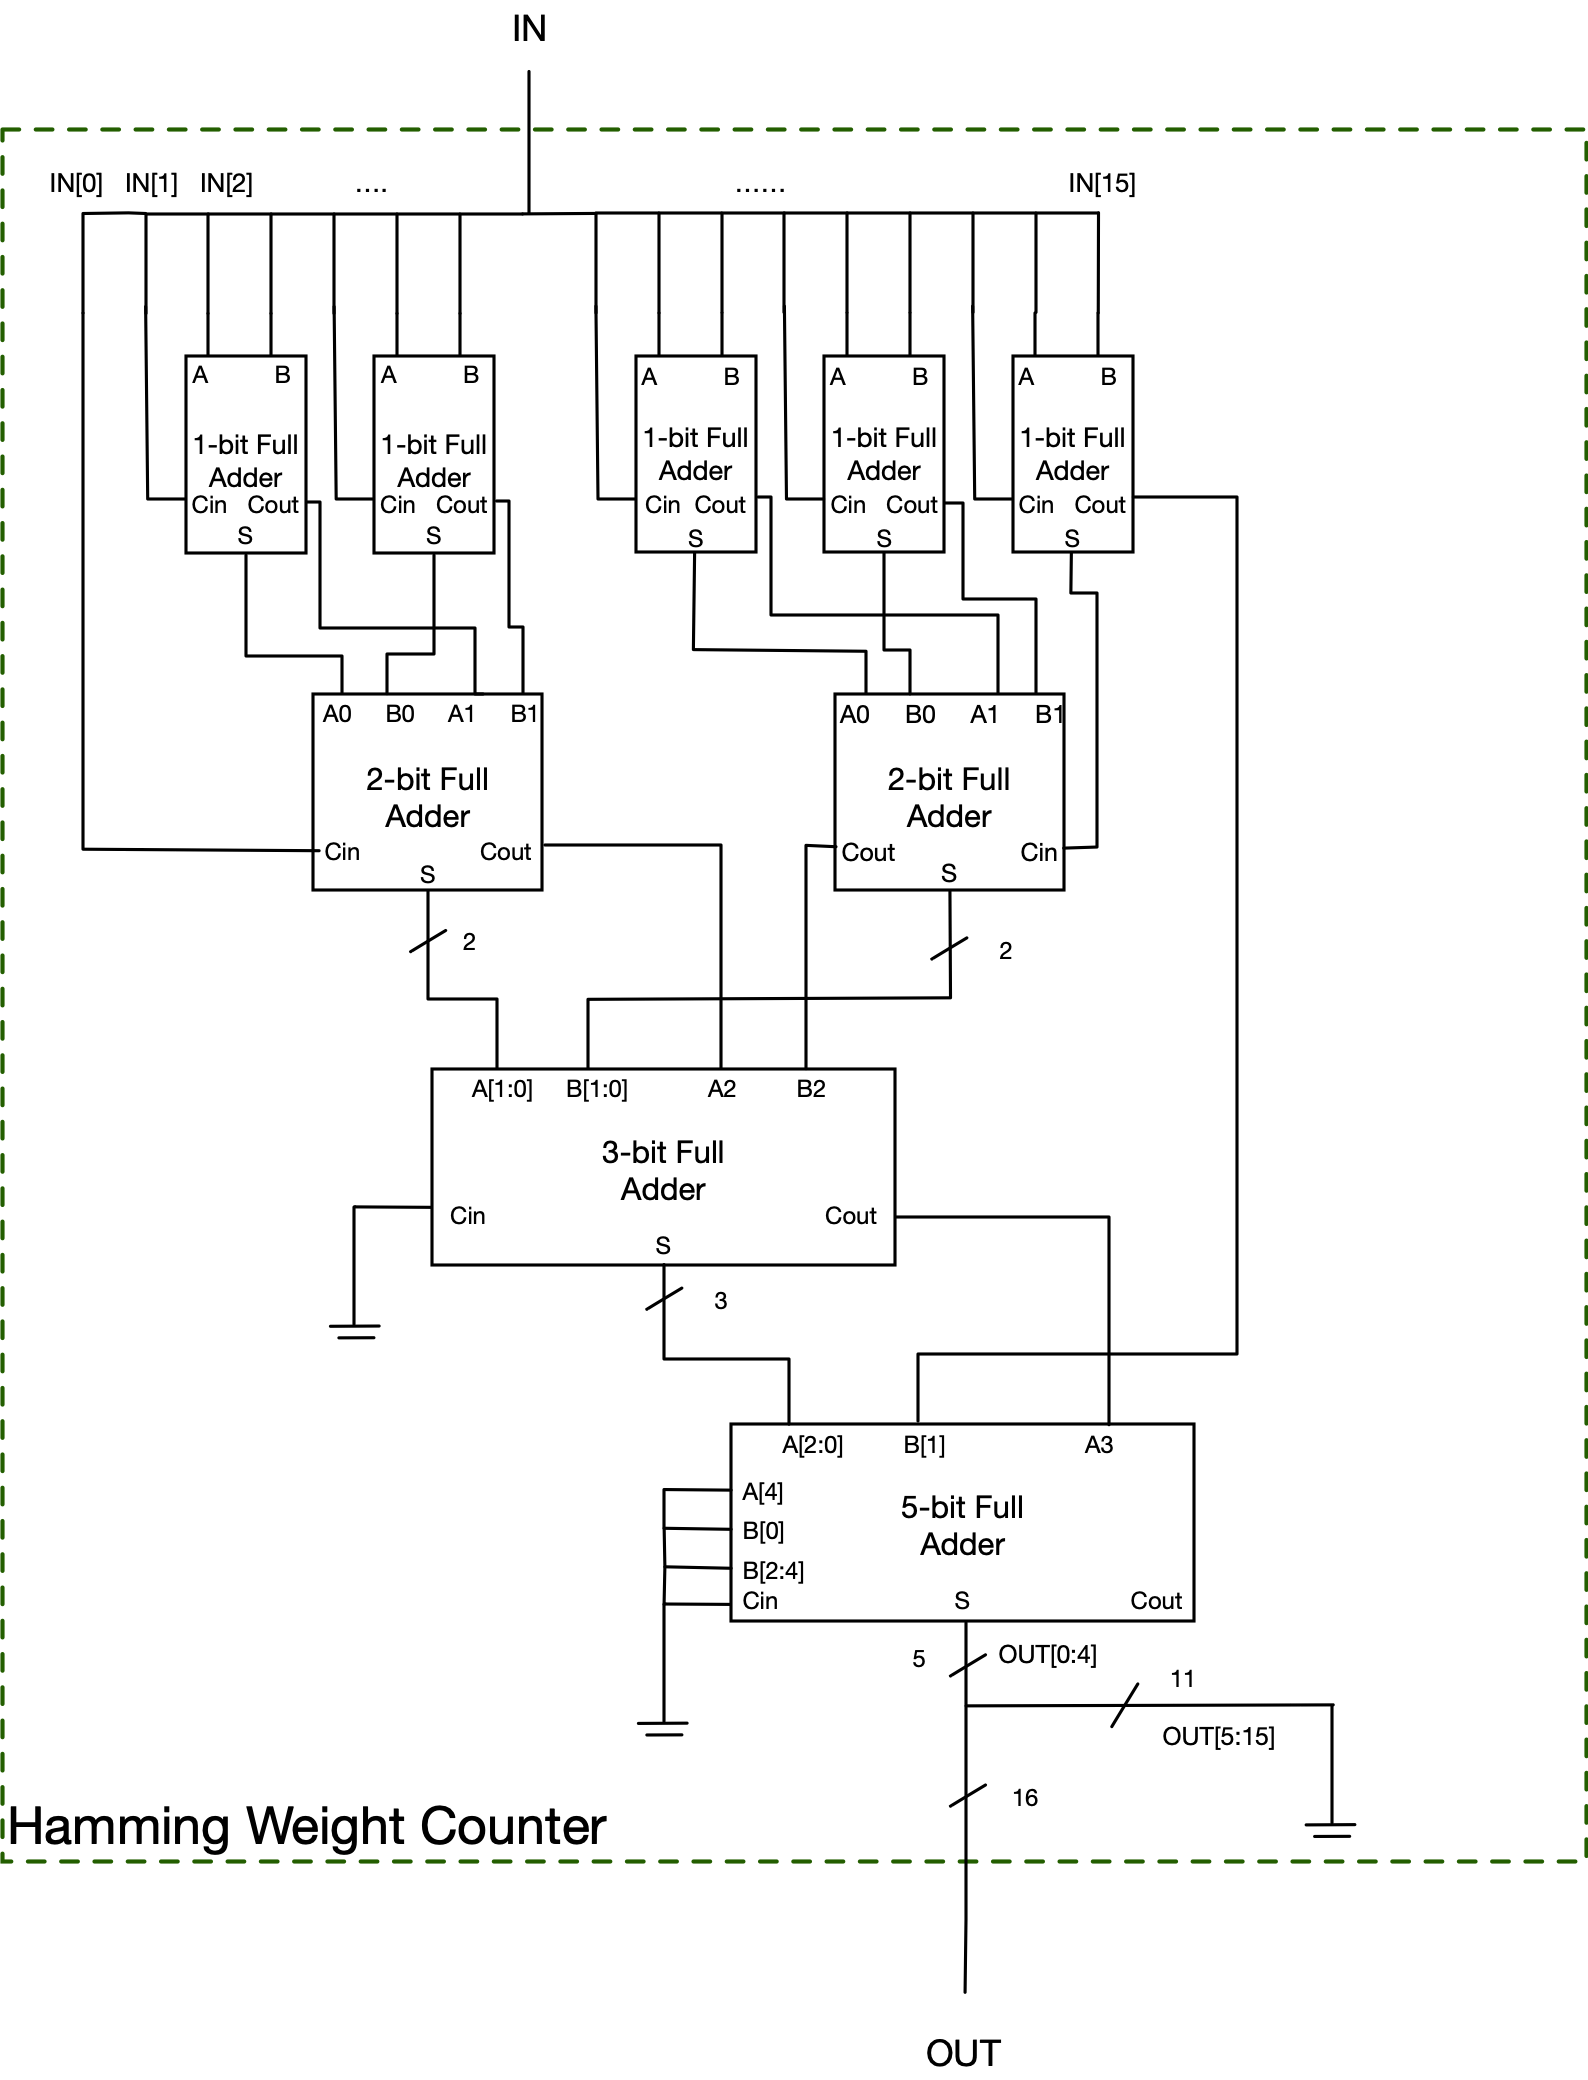 IN
IN[0] IN[1] IN[2] .... ...... IN[15]
A B A B A B A B A B
1-bit Full 1-bit Full 1-bit Full 1-bit Full 1-bit Full
Adder Adder Adder Adder Adder
Cin Cout Cin Cout Cin Cout Cin Cout Cin Cout
S S S S S
A0 B0 A1 B1 A0 B0 A1 B1
2-bit Full 2-bit Full
Adder Adder
Cin Cout Cout Cin
S S
2 2
A[1:0] B[1:0] A2 B2
3-bit Full
Adder
Cin Cout
S
3
A[2:0] B[1] A3
A[4]
5-bit Full
B[0]
Adder
B[2:4]
Cin S Cout
5 OUT[0:4]
11
OUT[5:15]
16
Hamming Weight Counter
OUT